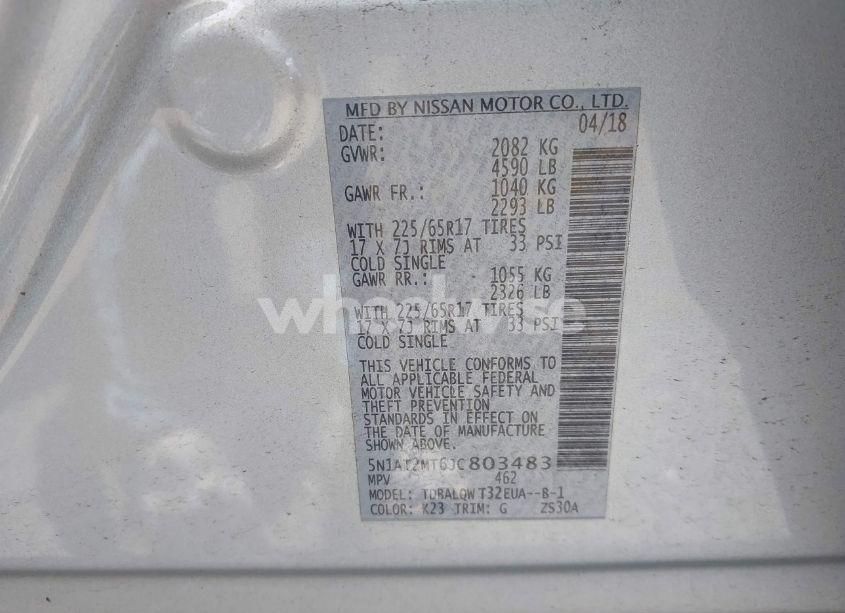 MFD BY NISSAN MOTOR CO., LTD.
DATE: 04/18
GVWR: 2082 KG
4590 LB
GAWR FR.: 1040 KG
2293 LB
WITH 225/65R17 TIRES
17 X 7J RIMS AT 33 PSI
COLD SINGLE
GAWR RR.: 1055 KG
2326 LB
WITH 225/65R17 TIRES
17 X 7J RIMS AT 33 PSI
COLD SINGLE
wheelwise
THIS VEHICLE CONFORMS TO
ALL APPLICABLE FEDERAL
MOTOR VEHICLE SAFETY AND
THEFT PREVENTION
STANDARDS IN EFFECT ON
THE DATE OF MANUFACTURE
SHOWN ABOVE.
5N1AT2MT6JC803483
MPV 462
MODEL: TDBALQW T32EUA--B-1
COLOR: K23 TRIM: G ZS30A